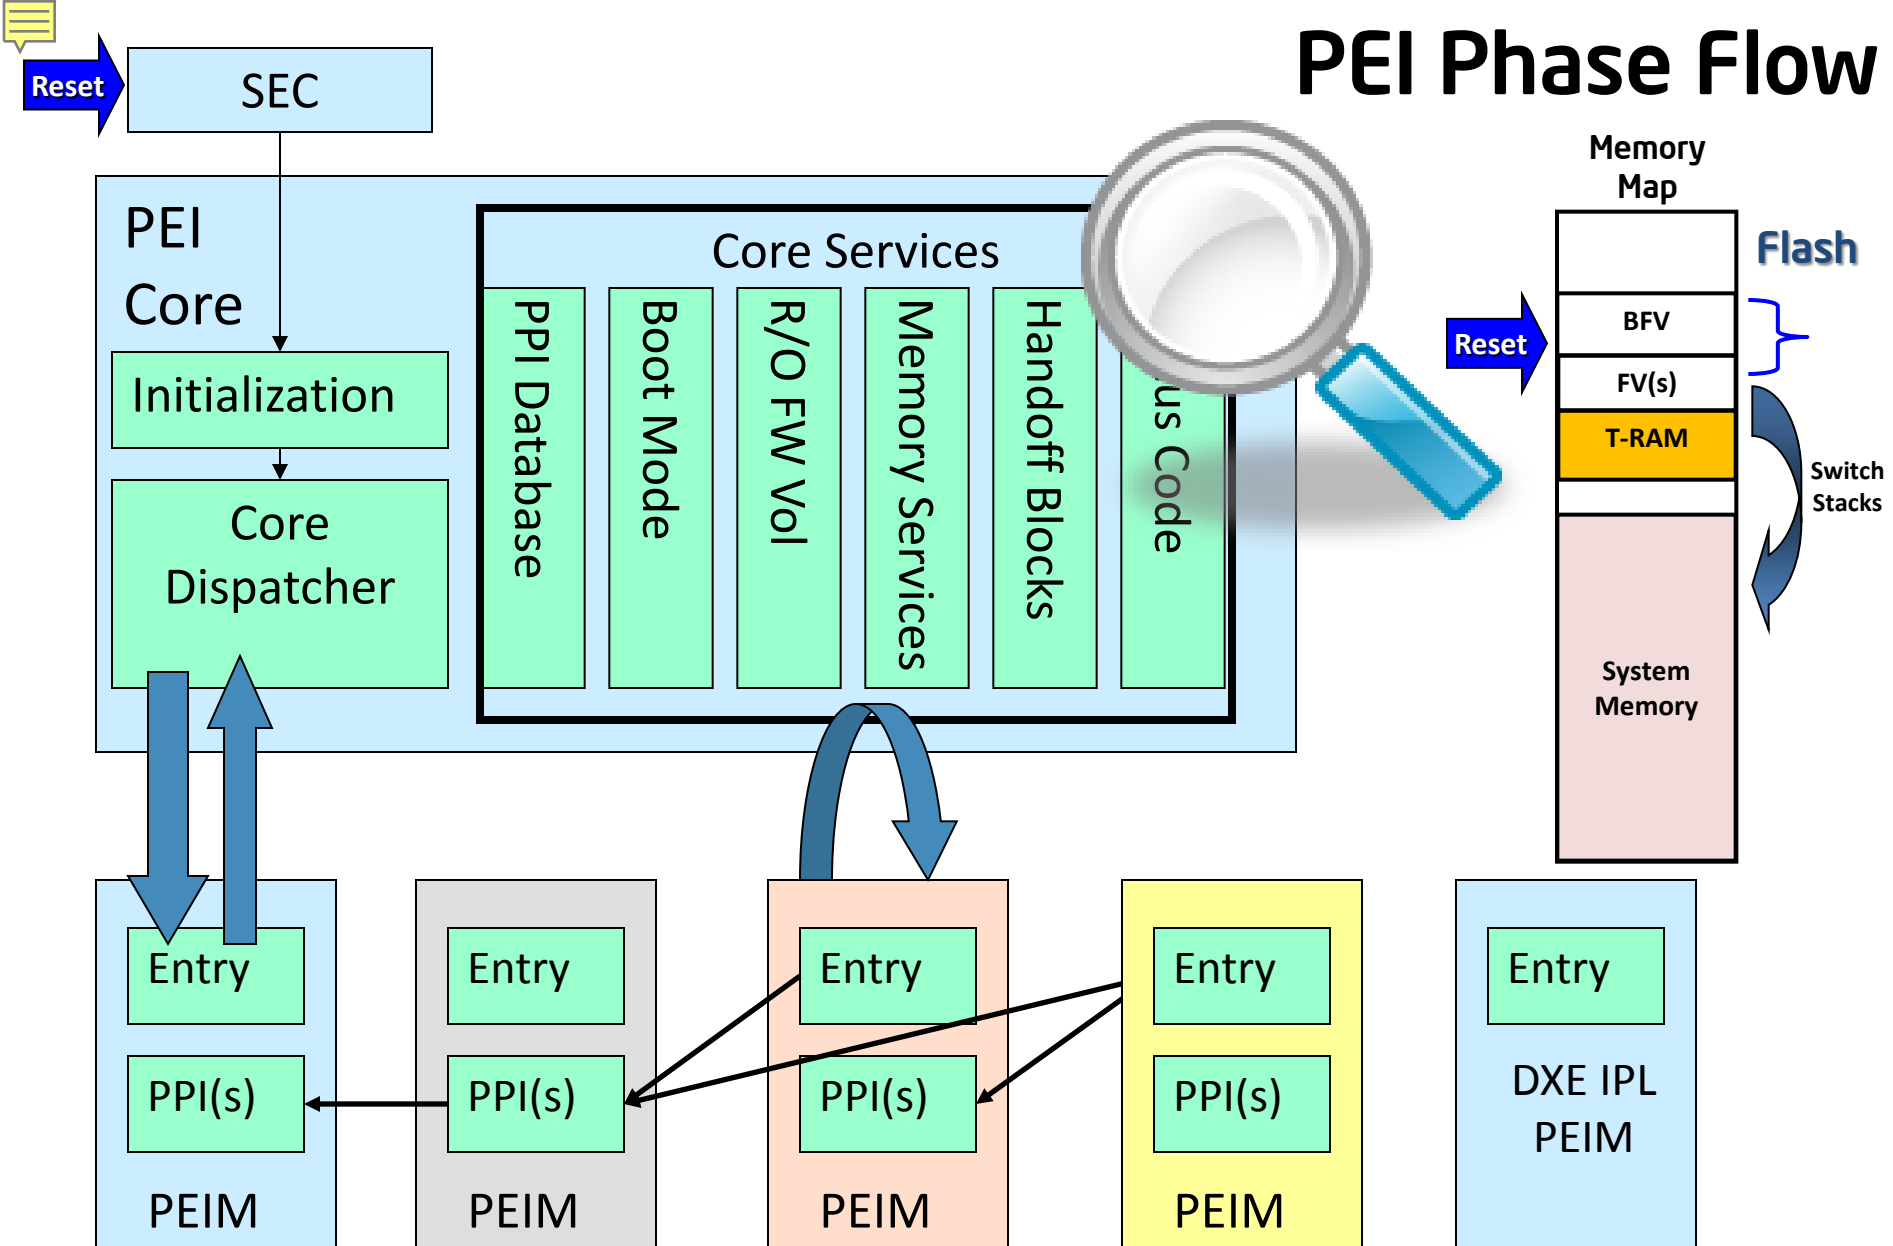 PEI Phase Flow
Reset
SEC
PEI
Core
Initialization
Core
Dispatcher
Core Services
PPI Database
Boot Mode
R/O FW Vol
Memory Services
Handoff Blocks
us Code
Memory
Map
Flash
Reset
BFV
FV(s)
T-RAM
Switch
Stacks
System
Memory
Entry
PPI(s)
PEIM
Entry
PPI(s)
PEIM
Entry
PPI(s)
PEIM
Entry
PPI(s)
PEIM
Entry
DXE IPL
PEIM